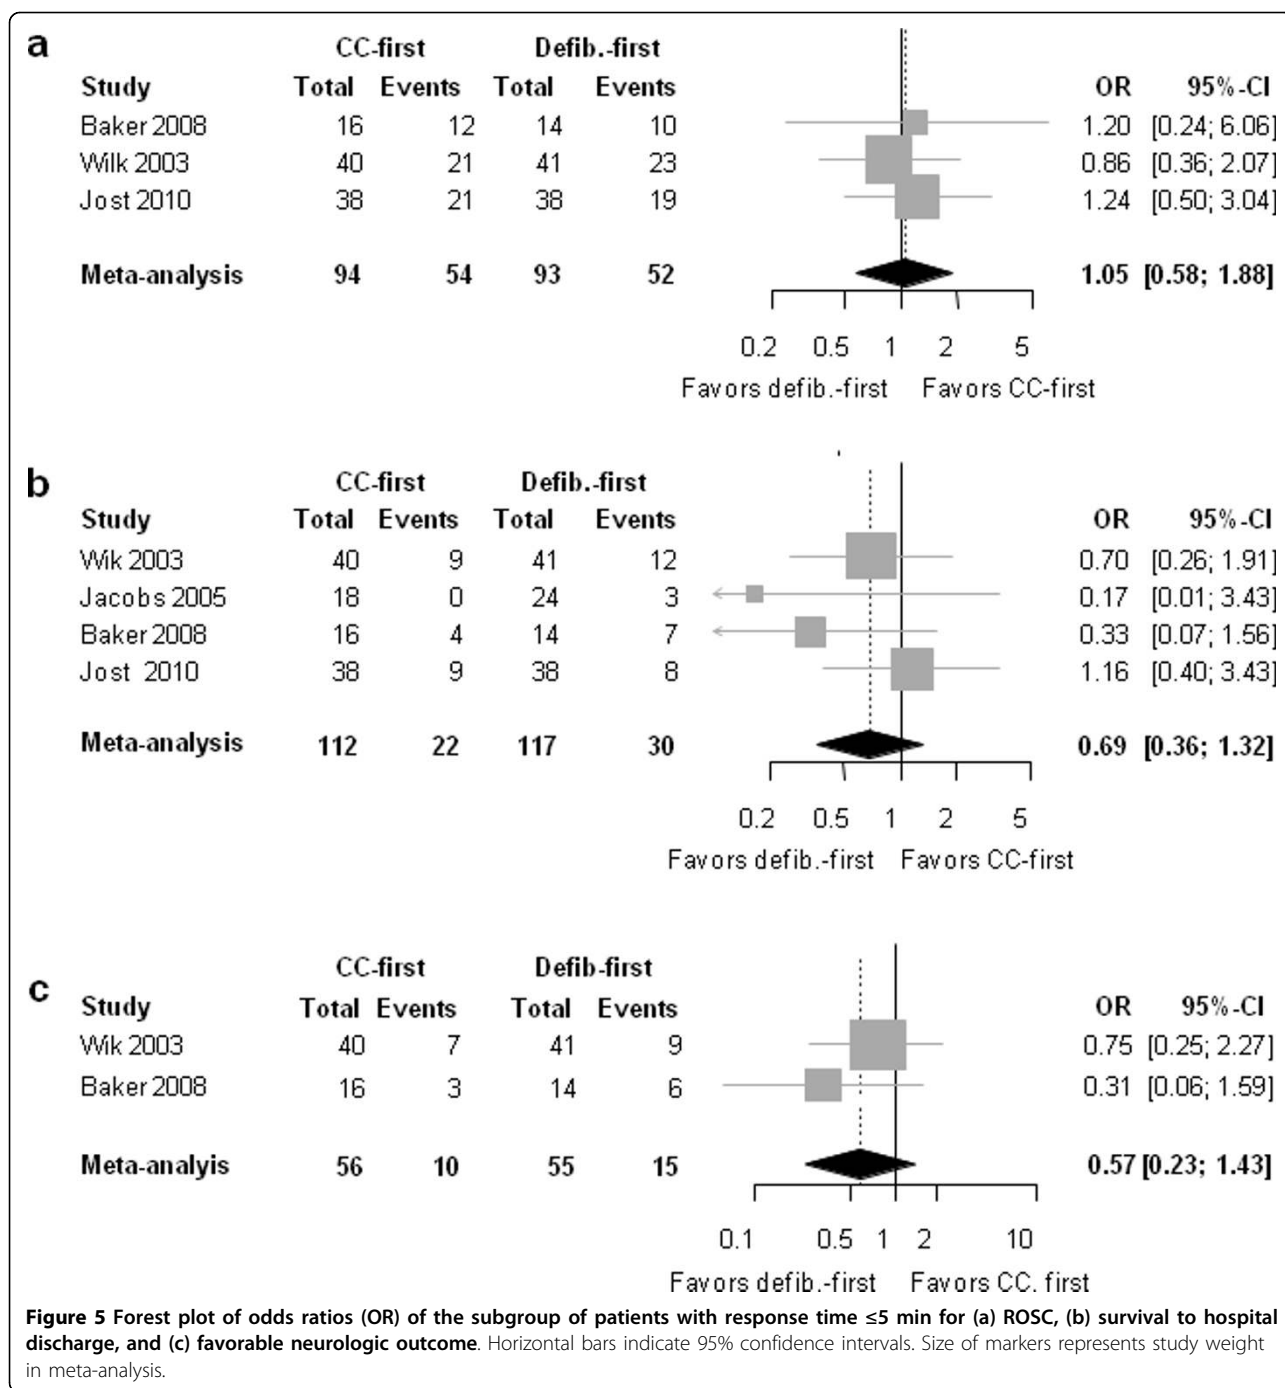 a
CC-first Defib.-first
Study Total Events Total Events OR 95%-CI
Baker 2008 16 12 14 10 1.20 [0.24; 6.06]
Wilk 2003 40 21 41 23 0.86 [0.36; 2.07]
Jost 2010 38 21 38 19 1.24 [0.50; 3.04]
Meta-analysis 94 54 93 52 1.05 [0.58; 1.88]
0.2 0.5 1 2 5
Favors defib.-first Favors CC-first
b
CC-first Defib.-first
Study Total Events Total Events OR 95%-CI
Wik 2003 40 9 41 12 0.70 [0.26; 1.91]
Jacobs 2005 18 0 24 3 0.17 [0.01; 3.43]
Baker 2008 16 4 14 7 0.33 [0.07; 1.56]
Jost 2010 38 9 38 8 1.16 [0.40; 3.43]
Meta-analysis 112 22 117 30 0.69 [0.36; 1.32]
0.2 0.5 1 2 5
Favors defib.-first Favors CC-first
c
CC-first Defib-first
Study Total Events Total Events OR 95%-CI
Wik 2003 40 7 41 9 0.75 [0.25; 2.27]
Baker 2008 16 3 14 6 0.31 [0.06; 1.59]
Meta-analyis 56 10 55 15 0.57 [0.23; 1.43]
0.1 0.5 1 2 10
Favors defib.-first Favors CC. first
Figure 5 Forest plot of odds ratios (OR) of the subgroup of patients with response time ≤5 min for (a) ROSC, (b) survival to hospital
discharge, and (c) favorable neurologic outcome. Horizontal bars indicate 95% confidence intervals. Size of markers represents study weight
in meta-analysis.